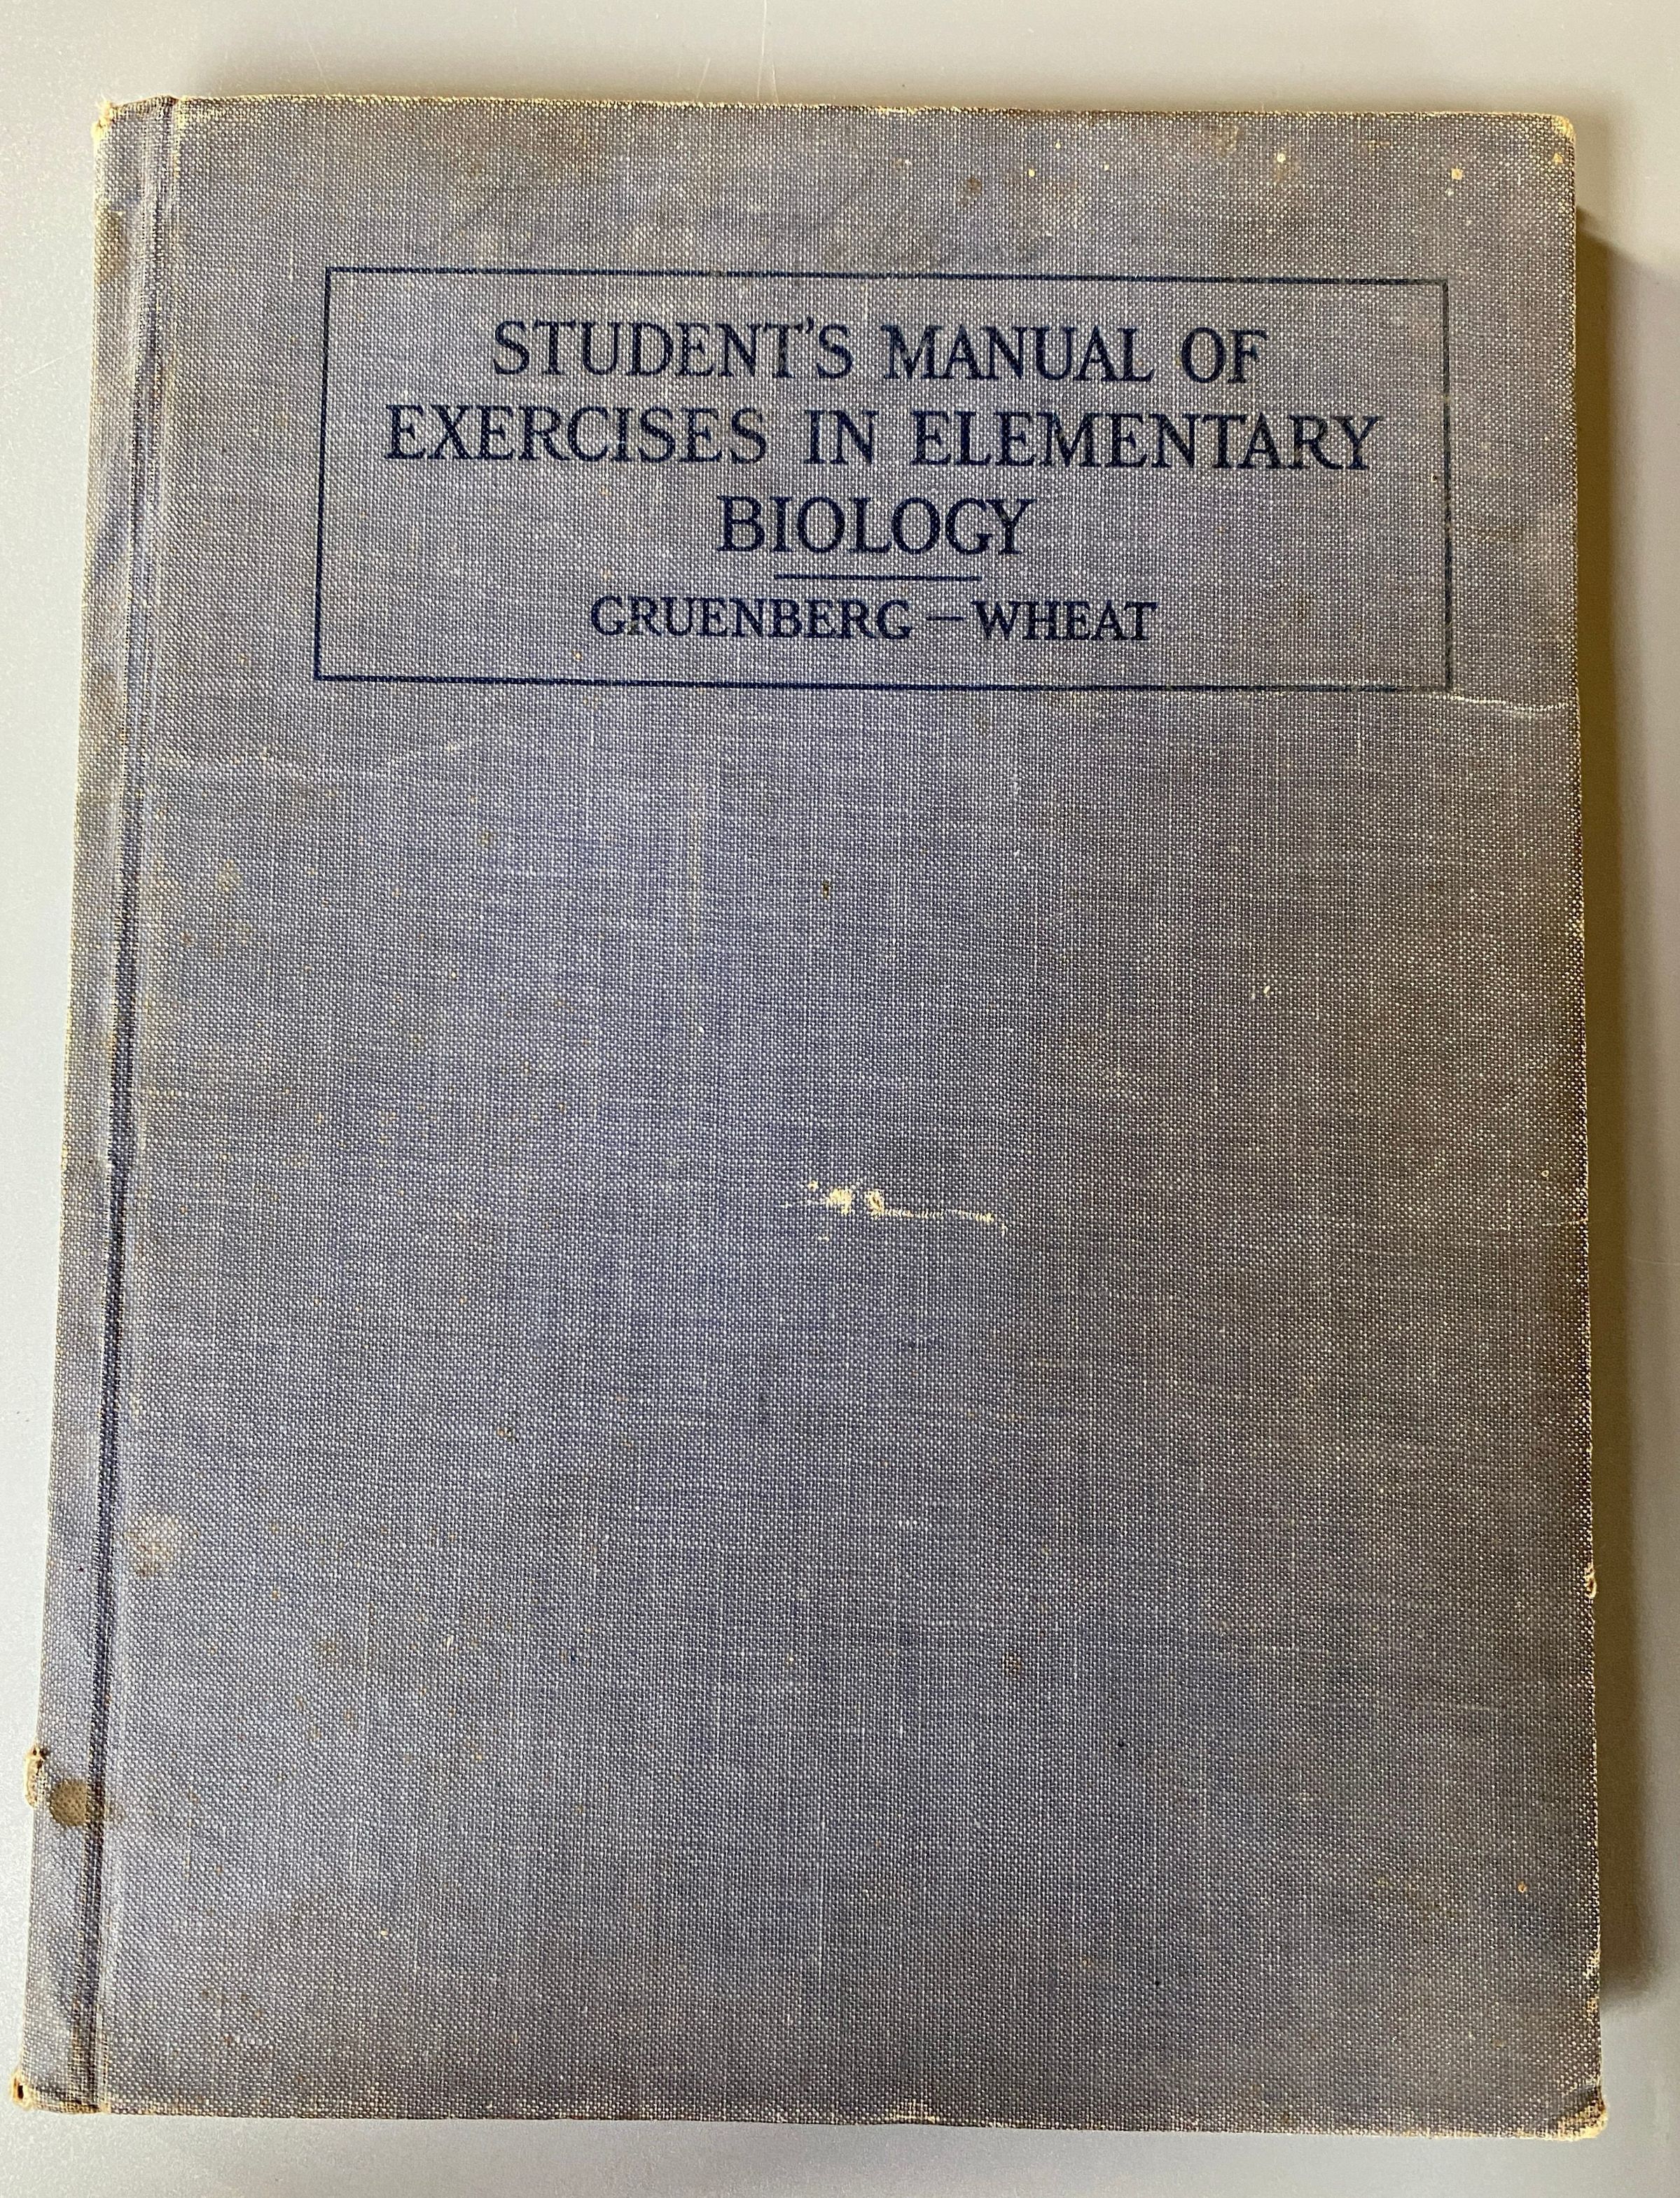 STUDENT'S MANUAL OF
EXERCISES IN ELEMENTARY
BIOLOGY
GRUENBERG — WHEAT